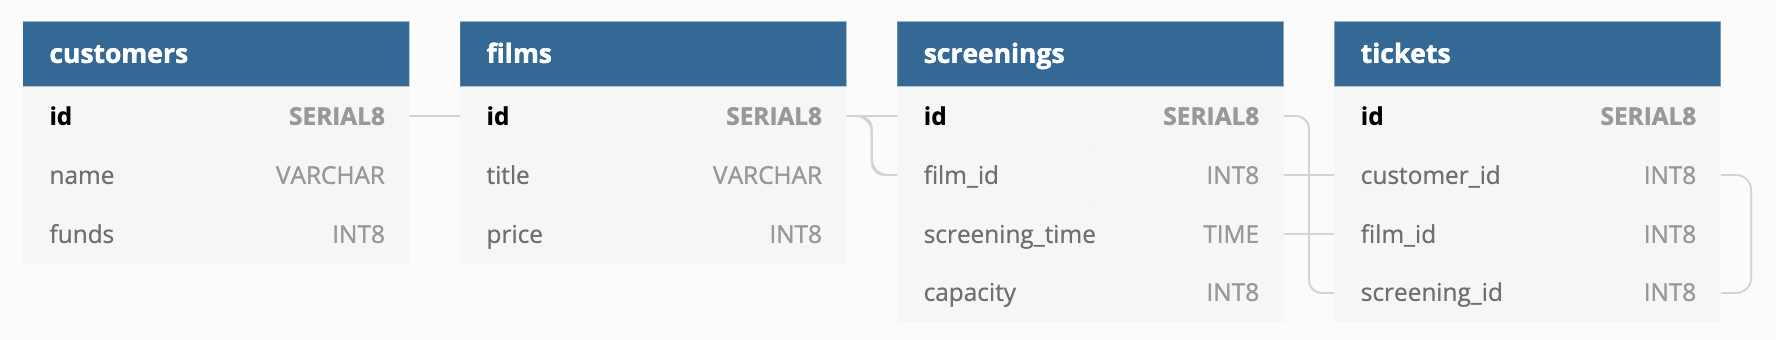 customers
id SERIAL8
name VARCHAR
funds INT8
films
id SERIAL8
title VARCHAR
price INT8
screenings
id SERIAL8
film_id INT8
screening_time TIME
capacity INT8
tickets
id SERIAL8
customer_id INT8
film_id INT8
screening_id INT8